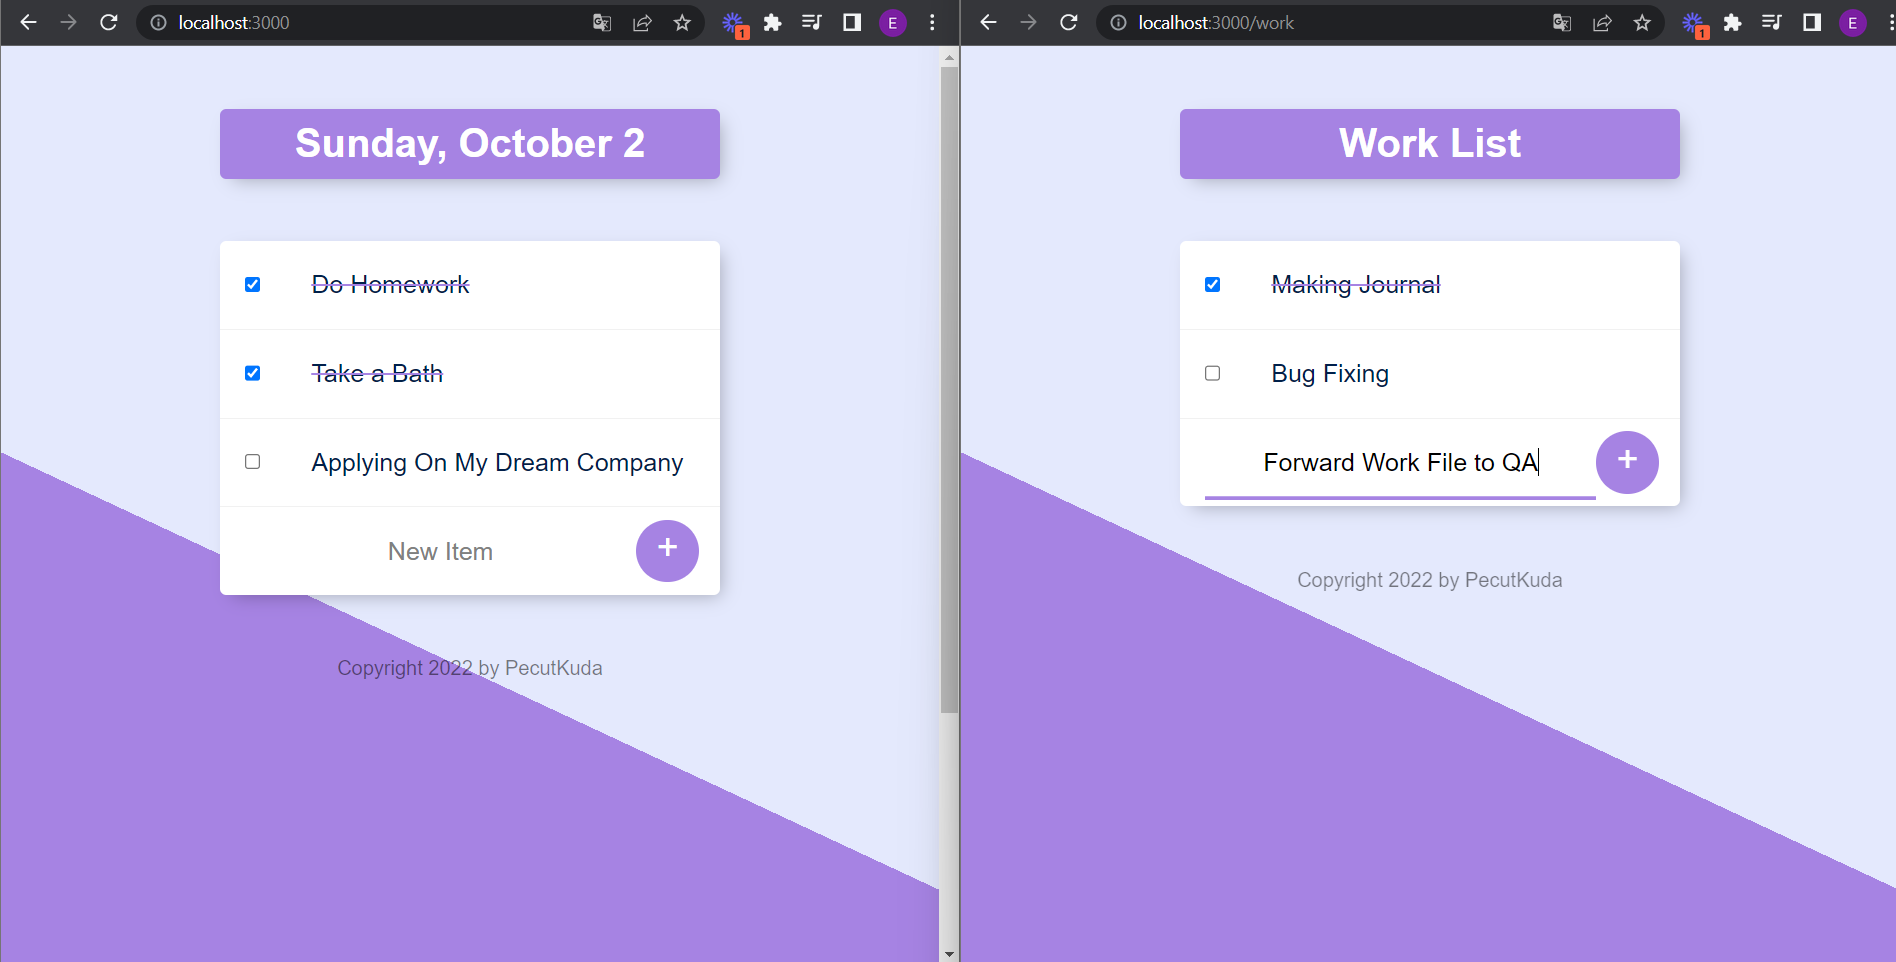 localhost:3000
1
E
Sunday, October 2
Do Homework
Take a Bath
Applying On My Dream Company
New Item
+
Copyright 2022 by PecutKuda
localhost:3000/work
1
E
Work List
Making Journal
Bug Fixing
Forward Work File to QA
+
Copyright 2022 by PecutKuda